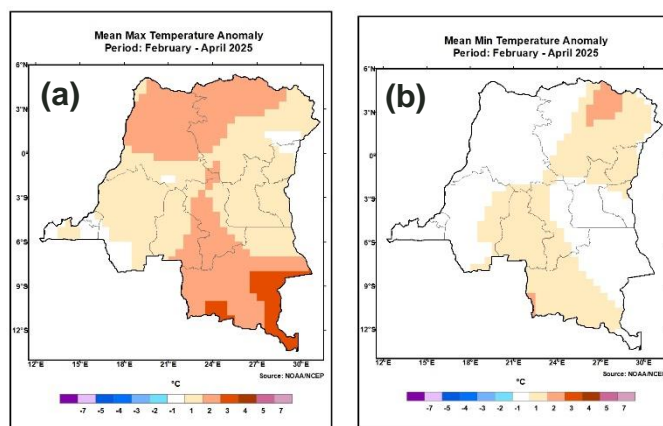 Mean Max Temperature Anomaly
Period: February - April 2025
(a)
6°N
3°N
0°
3°S
6°S
9°S
12°S
12°E 15°E 18°E 21°E 24°E 27°E 30°E
Source: NOAA/NCEP
°C
-7 -5 -4 -3 -2 -1 1 2 3 4 5 7
Mean Min Temperature Anomaly
Period: February - April 2025
(b)
6°N
3°N
0°
3°S
6°S
9°S
12°S
12°E 15°E 18°E 21°E 24°E 27°E 30°E
Source: NOAA/NCEP
°C
-7 -5 -4 -3 -2 -1 1 2 3 4 5 7